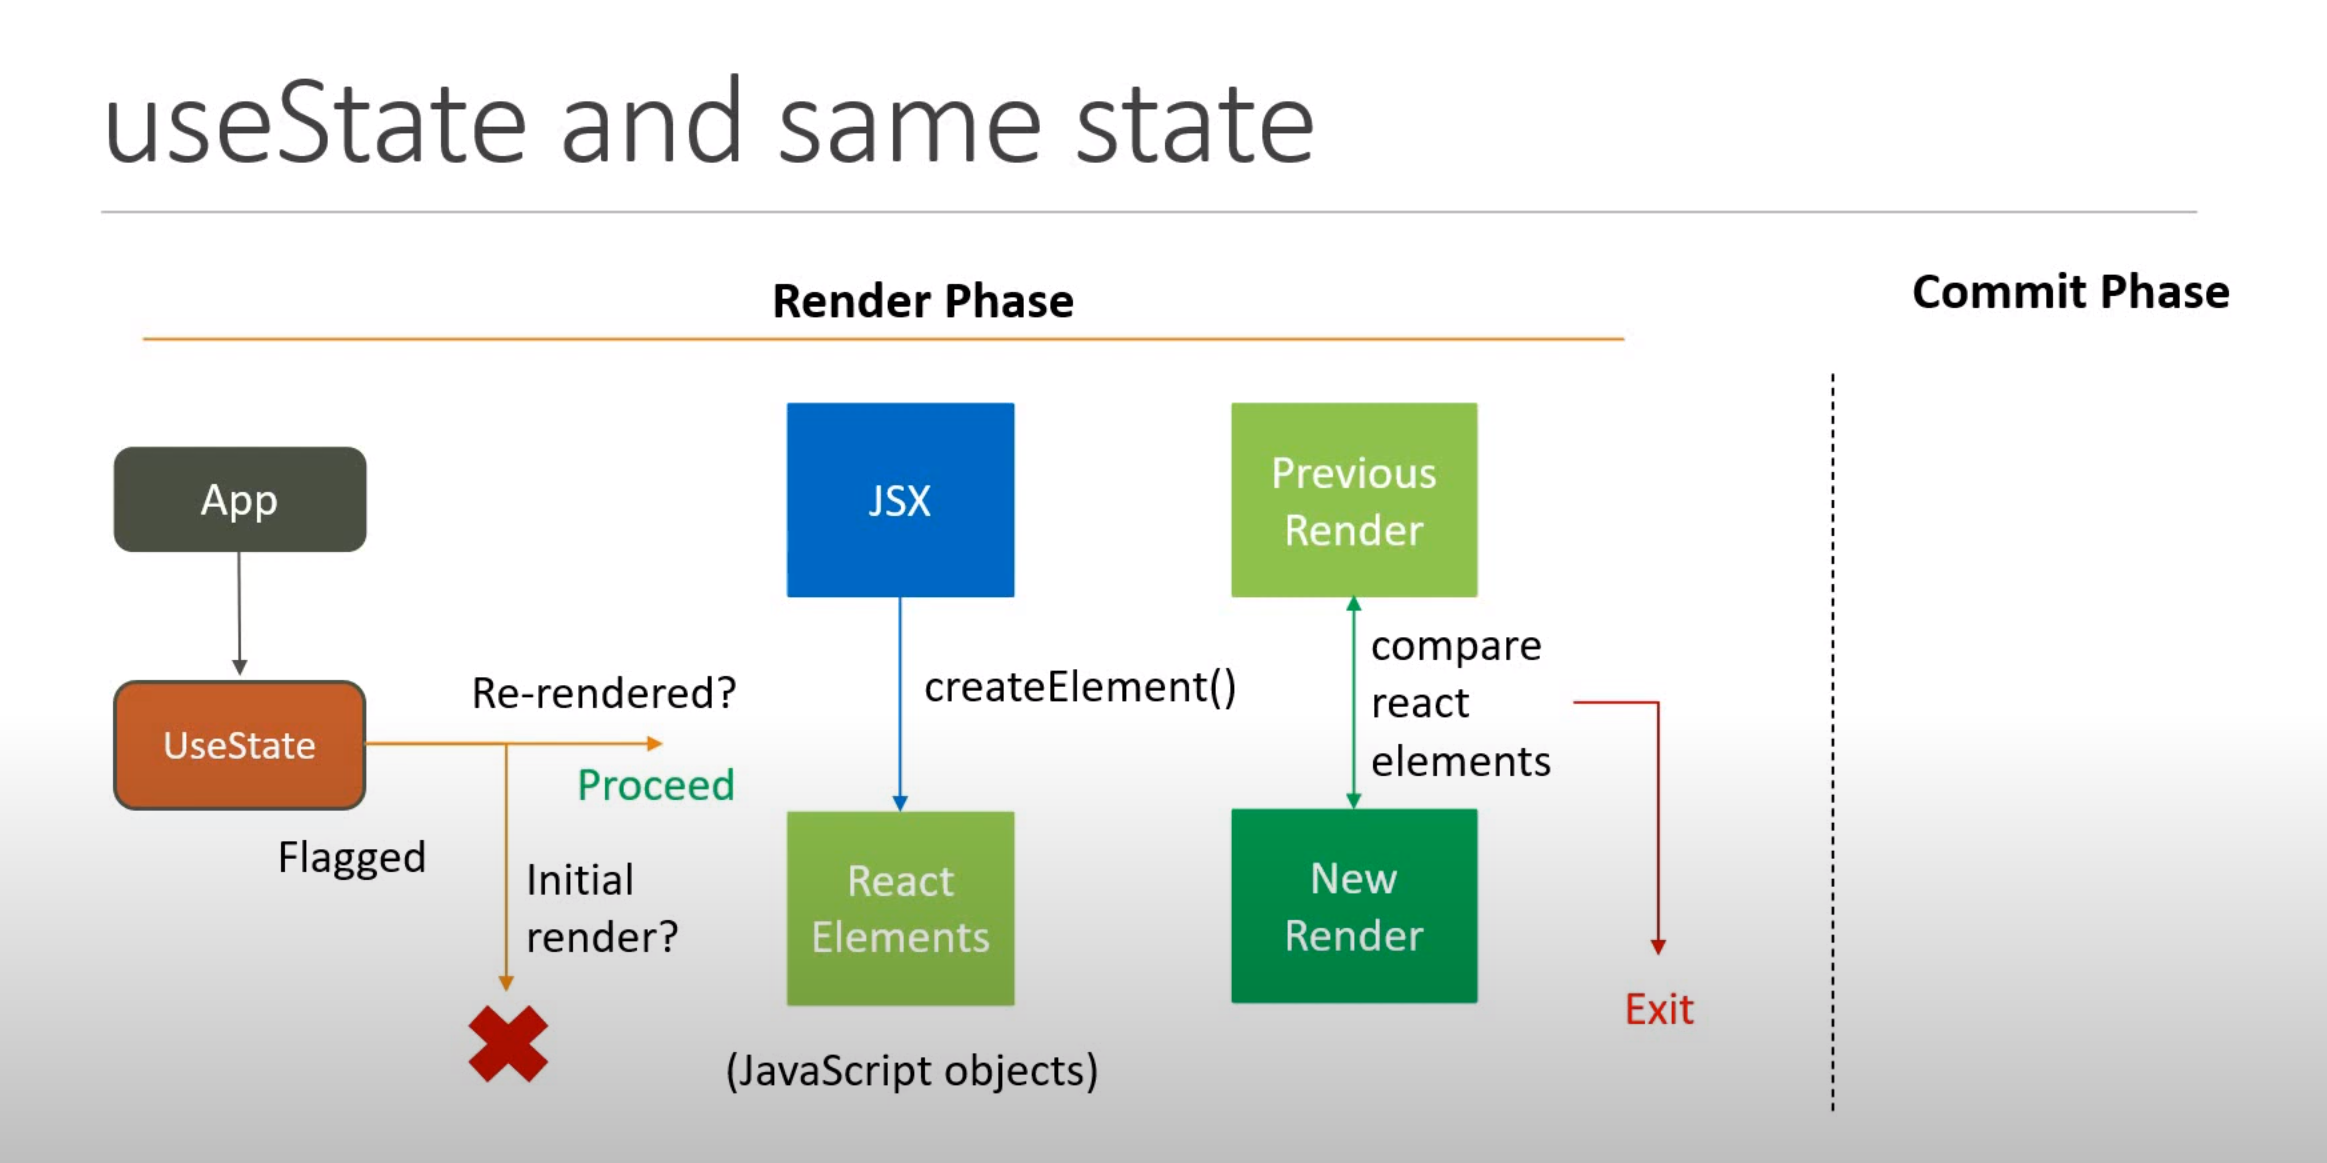 useState and same state
Render Phase
Commit Phase
App
UseState
Flagged
Re-rendered?
Proceed
Initial
render?
JSX
createElement()
React
Elements
(JavaScript objects)
Previous
Render
compare
react
elements
New
Render
Exit